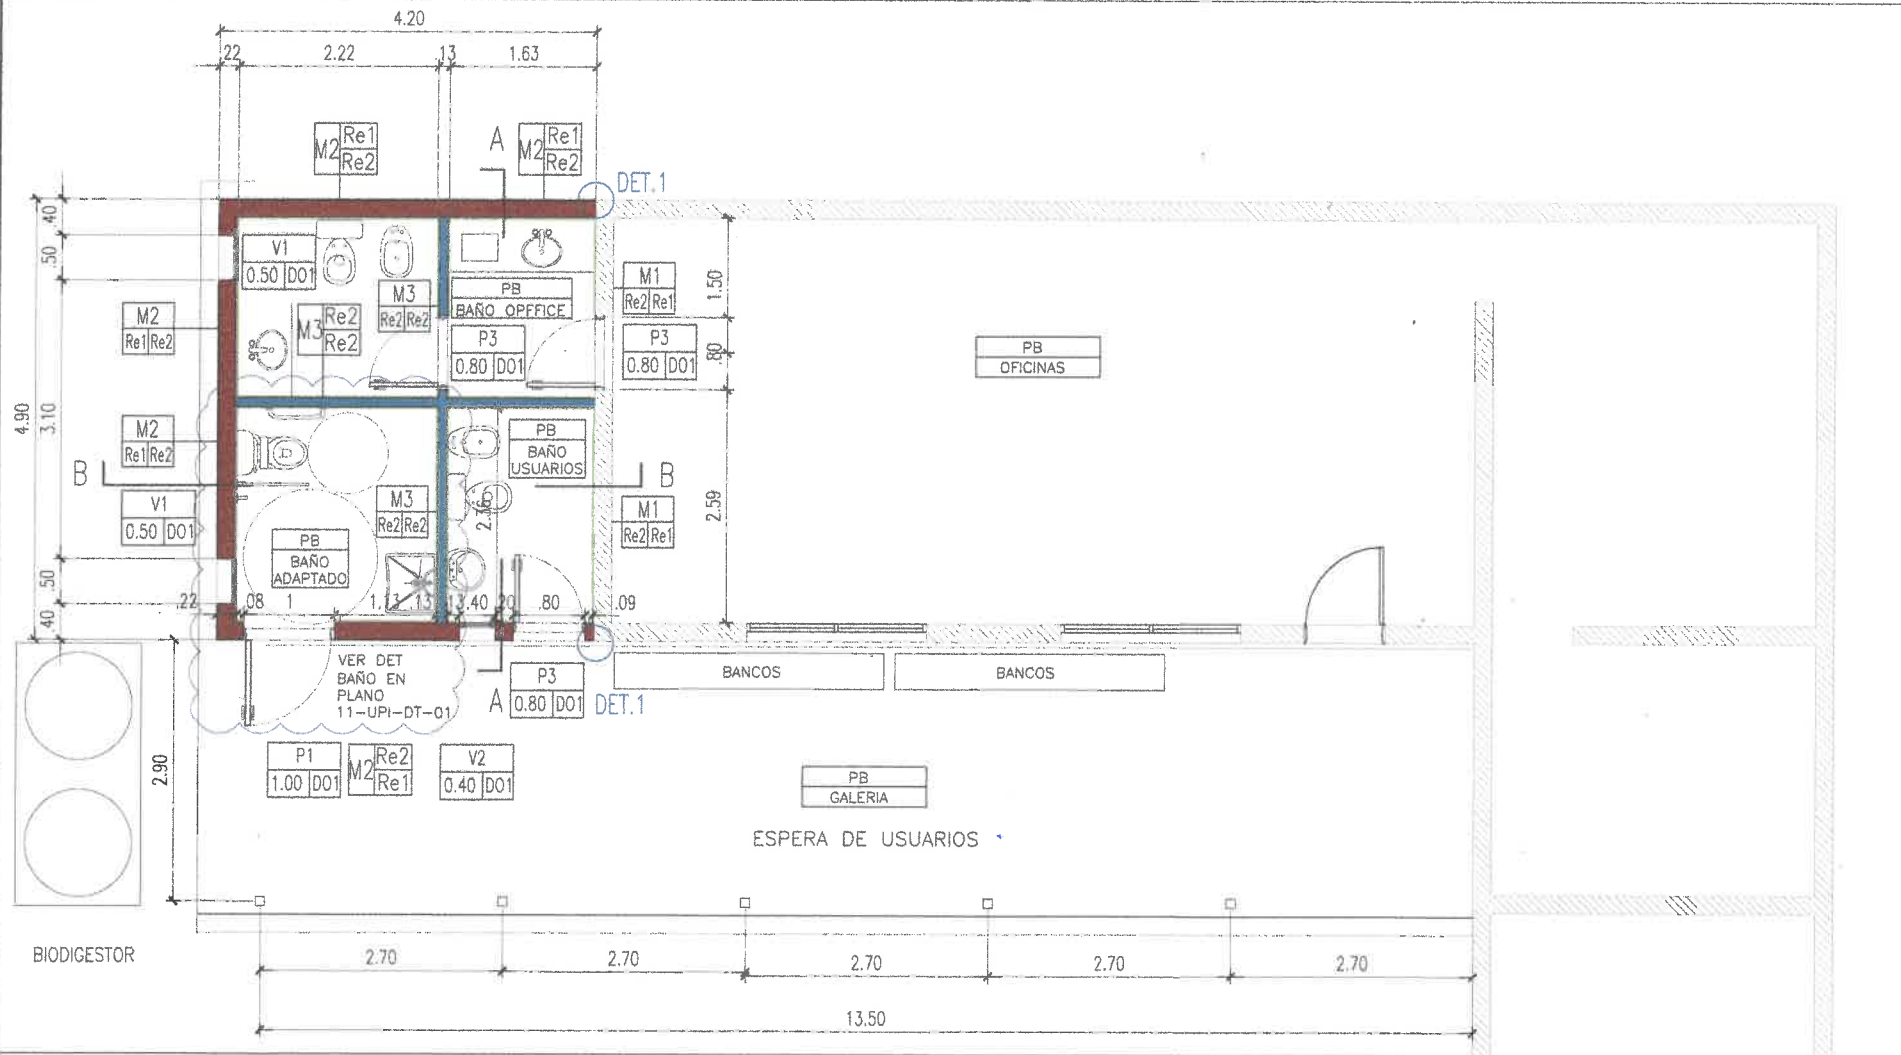 4.20
.22
2.22
.13
1.63
M2
Re1
Re2
A
M2
Re1
Re2
DET.1
.40
.50
3.10
4.90
.50
.40
V1
0.50 D01
M3
Re2 Re2
M3
Re2
Re2
PB
BAÑO OPFFICE
P3
0.80 D01
M1
Re2 Re1
P3
0.80 D01
1.50
.80
2.59
M2
Re1 Re2
M2
Re1 Re2
B
V1
0.50 D01
PB
OFICINAS
PB
BAÑO
USUARIOS
B
M3
Re2 Re2
M1
Re2 Re1
PB
BAÑO
ADAPTADO
.22
.08
1
.13
.40
.80
.09
VER DET
BAÑO EN
PLANO
11-UPI-DT-01
A
P3
0.80 D01
DET.1
BANCOS
BANCOS
2.90
P1
1.00 D01
M2
Re2
Re1
V2
0.40 D01
PB
GALERIA
ESPERA DE USUARIOS
BIODIGESTOR
2.70
2.70
2.70
2.70
2.70
13.50